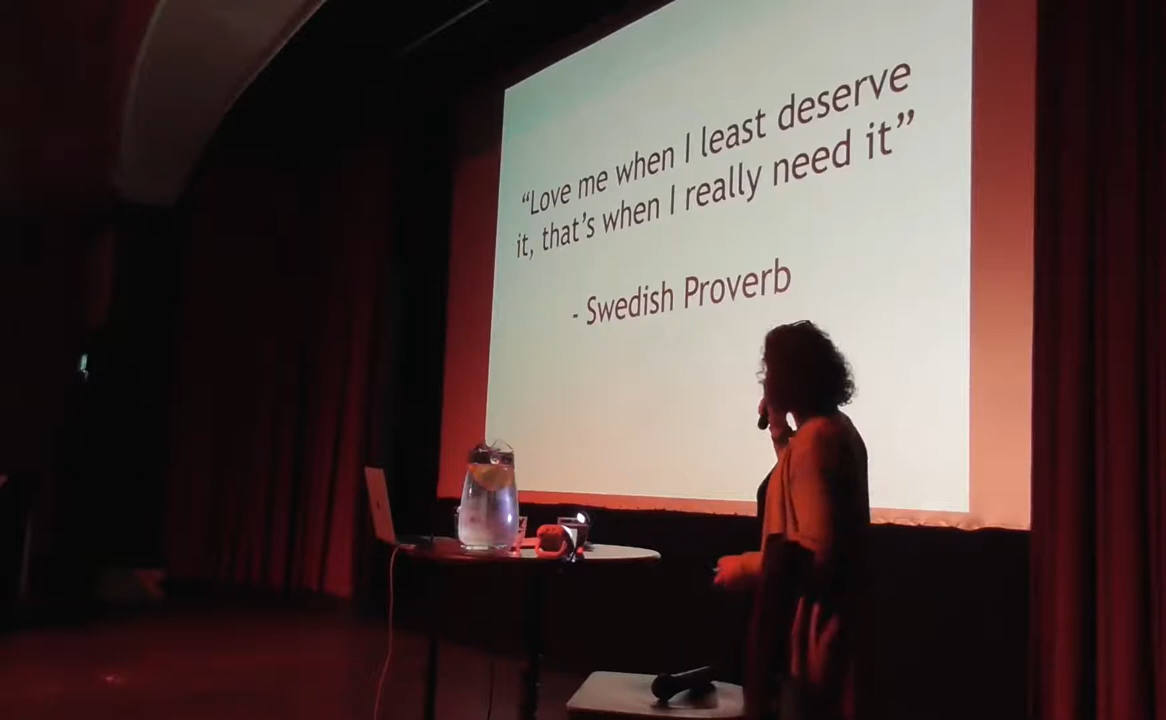 “Love me when I least deserve
it, that’s when I really need it”
- Swedish Proverb